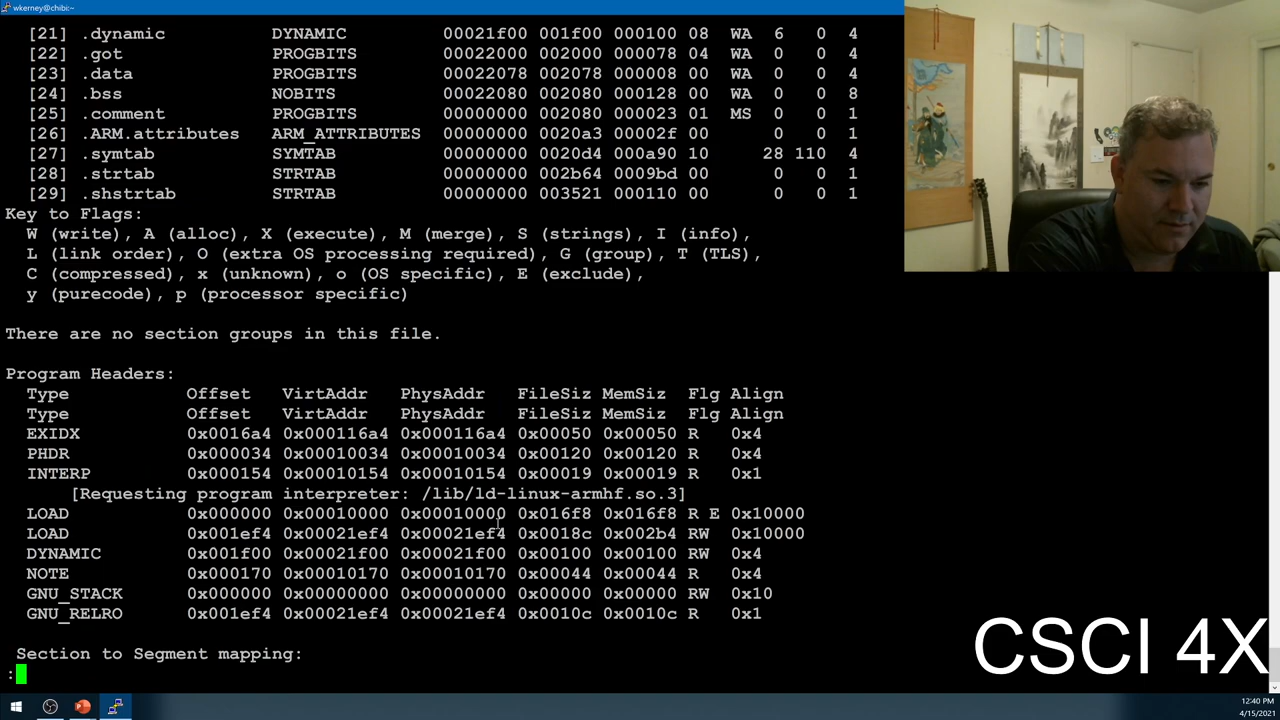 wkerney@chibi:~
[21] .dynamic DYNAMIC 00021f00 001f00 000100 08 WA 6 0 4
[22] .got PROGBITS 00022000 002000 000078 04 WA 0 0 4
[23] .data PROGBITS 00022078 002078 000008 00 WA 0 0 4
[24] .bss NOBITS 00022080 002080 000128 00 WA 0 0 8
[25] .comment PROGBITS 00000000 002080 000023 01 MS 0 0 1
[26] .ARM.attributes ARM_ATTRIBUTES 00000000 0020a3 00002f 00 0 0 1
[27] .symtab SYMTAB 00000000 0020d4 000a90 10 28 110 4
[28] .strtab STRTAB 00000000 002b64 0009bd 00 0 0 1
[29] .shstrtab STRTAB 00000000 003521 000110 00 0 0 1
Key to Flags:
W (write), A (alloc), X (execute), M (merge), S (strings), I (info),
L (link order), O (extra OS processing required), G (group), T (TLS),
C (compressed), x (unknown), o (OS specific), E (exclude),
y (purecode), p (processor specific)
There are no section groups in this file.
Program Headers:
Type Offset VirtAddr PhysAddr FileSiz MemSiz Flg Align
Type Offset VirtAddr PhysAddr FileSiz MemSiz Flg Align
EXIDX 0x0016a4 0x000116a4 0x000116a4 0x00050 0x00050 R 0x4
PHDR 0x000034 0x00010034 0x00010034 0x00120 0x00120 R 0x4
INTERP 0x000154 0x00010154 0x00010154 0x00019 0x00019 R 0x1
[Requesting program interpreter: /lib/ld-linux-armhf.so.3]
LOAD 0x000000 0x00010000 0x00010000 0x016f8 0x016f8 R E 0x10000
LOAD 0x001ef4 0x00021ef4 0x00021ef4 0x0018c 0x002b4 RW 0x10000
DYNAMIC 0x001f00 0x00021f00 0x00021f00 0x00100 0x00100 RW 0x4
NOTE 0x000170 0x00010170 0x00010170 0x00044 0x00044 R 0x4
GNU_STACK 0x000000 0x00000000 0x00000000 0x00000 0x00000 RW 0x10
GNU_RELRO 0x001ef4 0x00021ef4 0x00021ef4 0x0010c 0x0010c R 0x1
Section to Segment mapping:
:
CSCI 4X
12:40 PM
4/15/2021